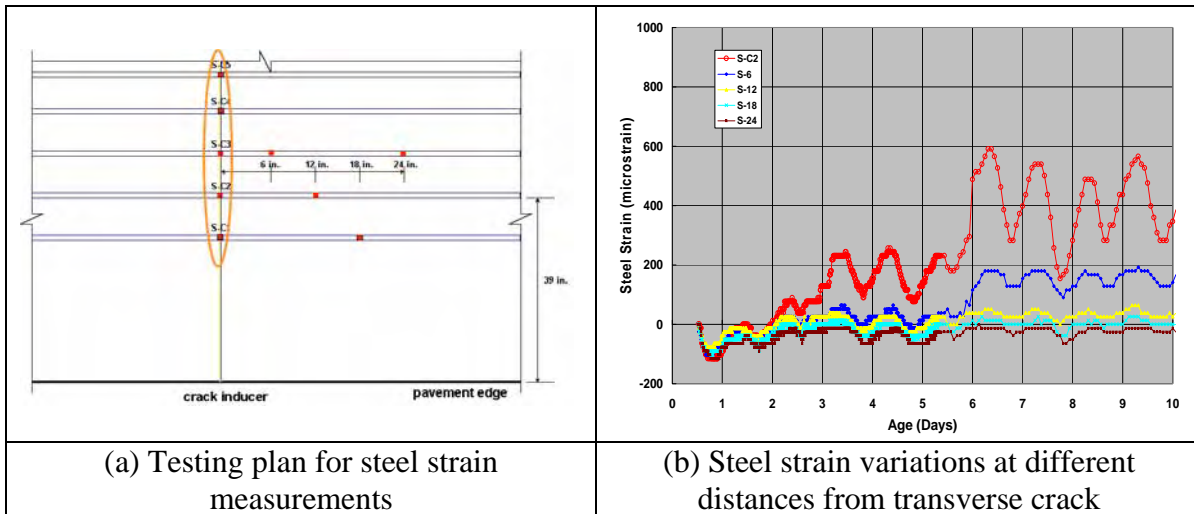 S-C5
S-C4
S-C3
6 in.
12 in.
18 in.
24 in.
S-C2
S-C
39 in.
crack inducer
pavement edge
1000
800
600
400
200
0
-200
Steel Strain (microstrain)
S-C2
S-6
S-12
S-18
S-24
0 1 2 3 4 5 6 7 8 9 10
Age (Days)
(a) Testing plan for steel strain
measurements
(b) Steel strain variations at different
distances from transverse crack